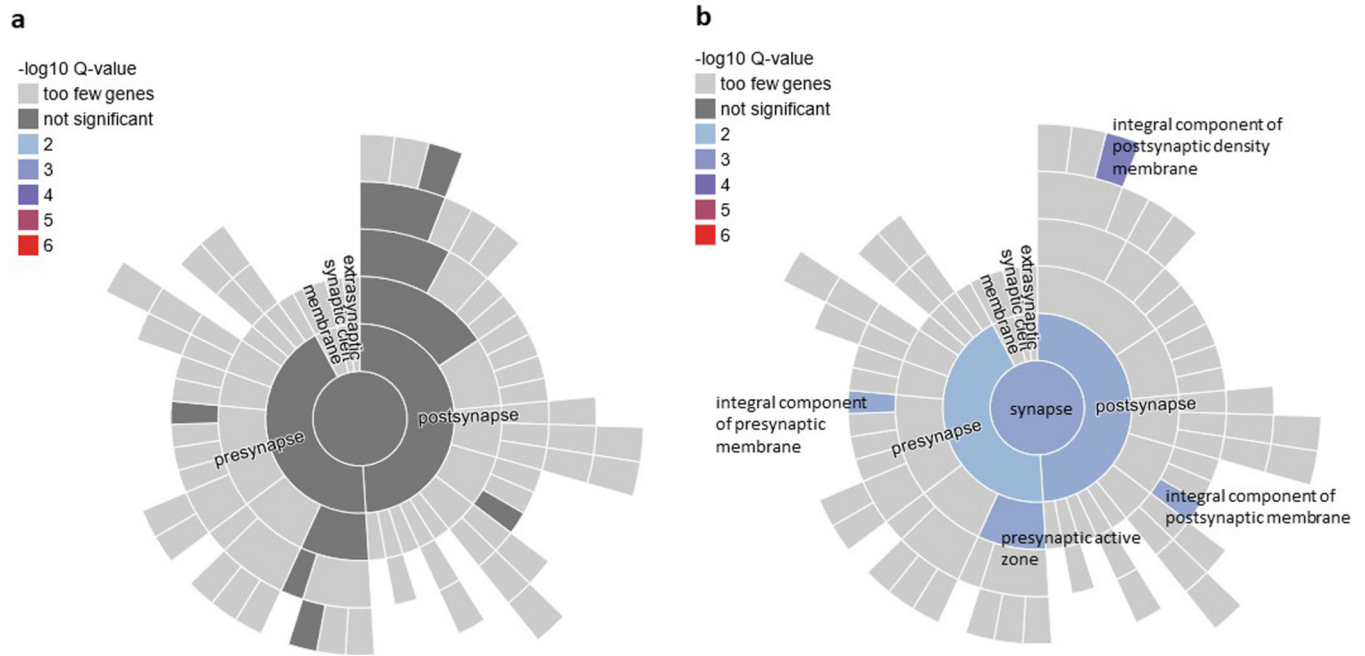 a
-log10 Q-value
too few genes
not significant
2
3
4
5
6
extrasynaptic
synaptic cleft
membrane
postsynapse
presynapse
b
-log10 Q-value
too few genes
not significant
2
3
4
5
6
integral component of
postsynaptic density
membrane
extrasynaptic
synaptic cleft
membrane
integral component
of presynaptic
membrane
synapse
postsynapse
presynapse
integral component of
postsynaptic membrane
presynaptic active
zone